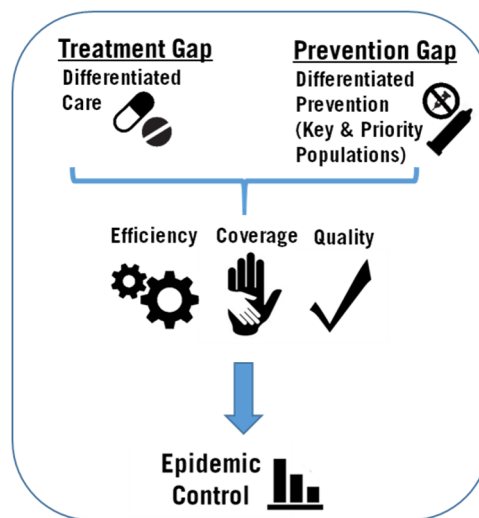 Treatment Gap
Differentiated
Care
Prevention Gap
Differentiated
Prevention
(Key & Priority
Populations)
Efficiency Coverage Quality
Epidemic
Control